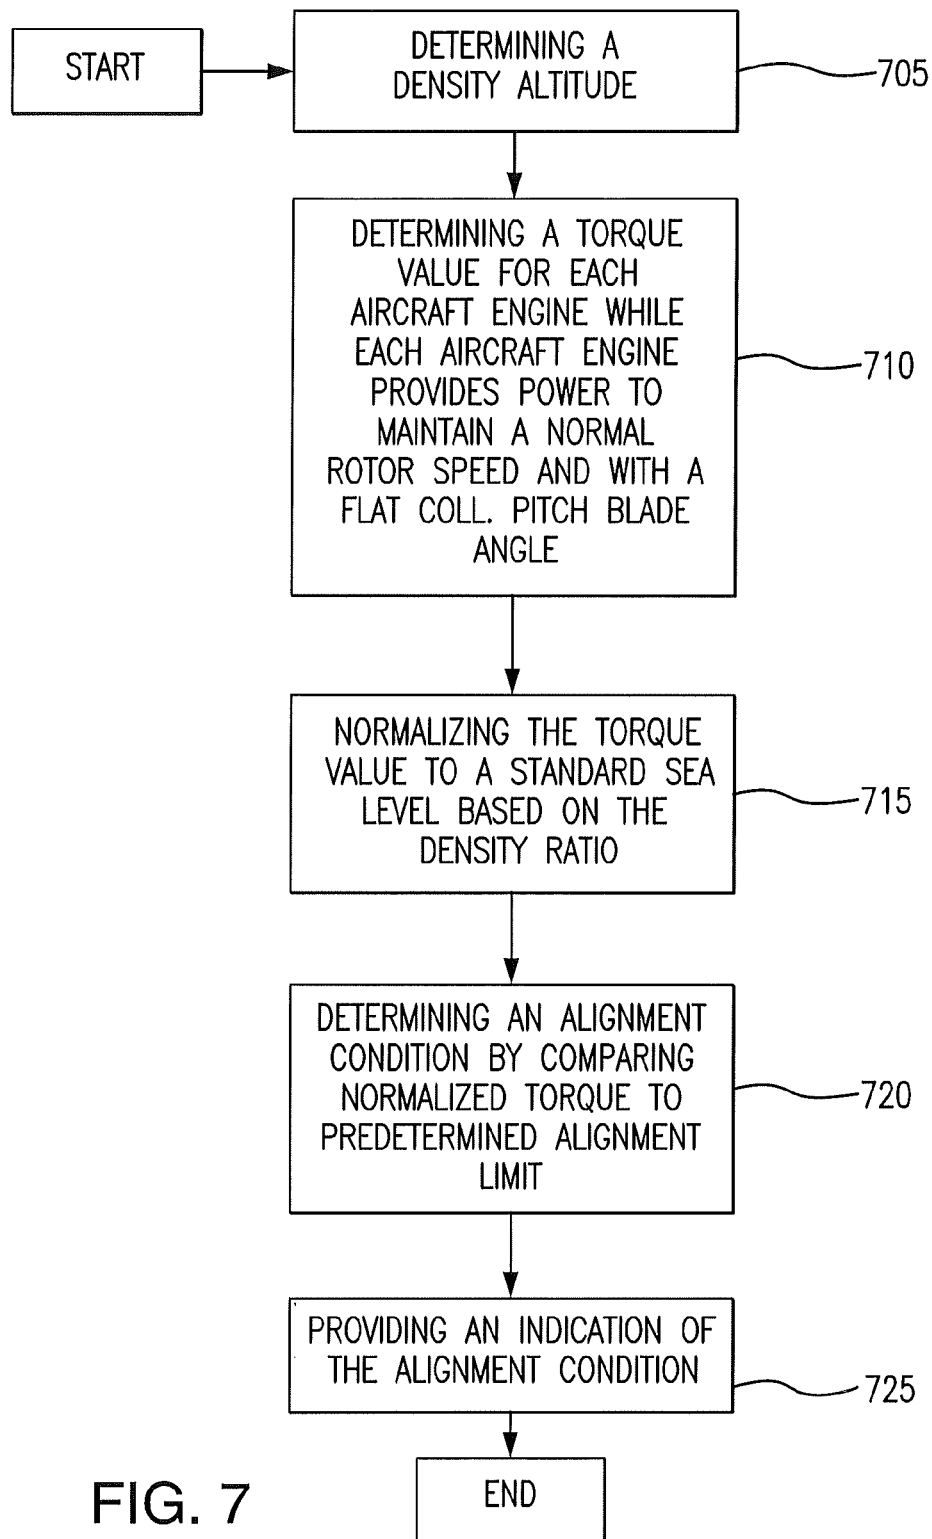 START
DETERMINING A
DENSITY ALTITUDE
705
DETERMINING A TORQUE
VALUE FOR EACH
AIRCRAFT ENGINE WHILE
EACH AIRCRAFT ENGINE
PROVIDES POWER TO
MAINTAIN A NORMAL
ROTOR SPEED AND WITH A
FLAT COLL. PITCH BLADE
ANGLE
710
NORMALIZING THE TORQUE
VALUE TO A STANDARD SEA
LEVEL BASED ON THE
DENSITY RATIO
715
DETERMINING AN ALIGNMENT
CONDITION BY COMPARING
NORMALIZED TORQUE TO
PREDETERMINED ALIGNMENT
LIMIT
720
PROVIDING AN INDICATION OF
THE ALIGNMENT CONDITION
725
END
FIG. 7